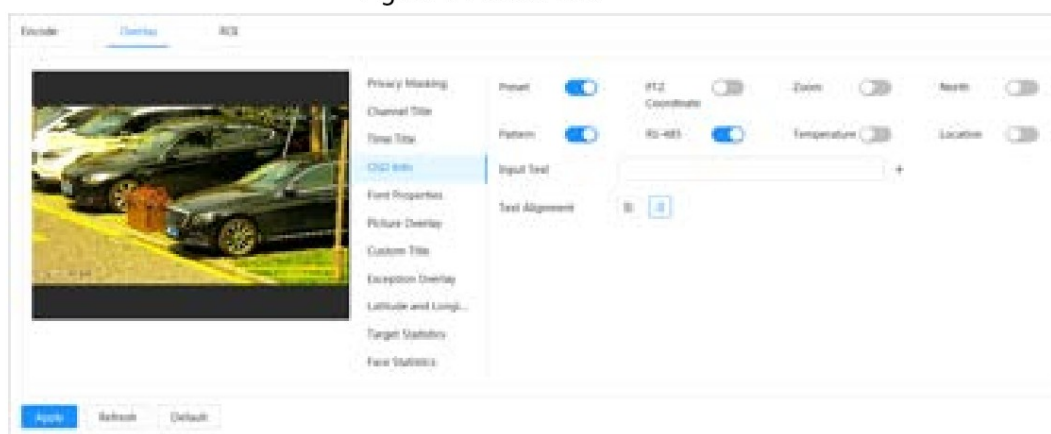 Encode Overlay ROI
Privacy Masking
Channel Title
Time Title
OSD Info
Font Properties
Picture Overlay
Custom Title
Exception Overlay
Latitude and Longi...
Target Statistics
Face Statistics
Preset PTZ Coordinate Zoom North
Pattern RS-485 Temperature Location
Input Text +
Text Alignment
Apply Refresh Default